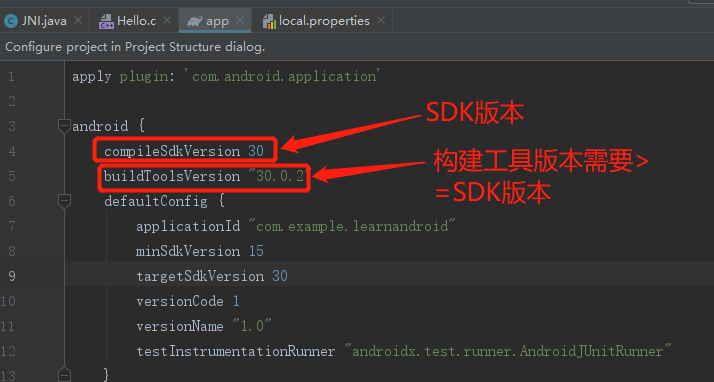 JNI.java
Hello.c
app
local.properties
Configure project in Project Structure dialog.
1 apply plugin: 'com.android.application'
2
3 android {
SDK版本
4 compileSdkVersion 30
构建工具版本需要>
5 buildToolsVersion "30.0.2
=SDK版本
6 defaultConfig {
7 applicationId "com.example.learnandroid"
8 minSdkVersion 15
9 targetSdkVersion 30
10 versionCode 1
11 versionName "1.0"
12 testInstrumentationRunner "androidx.test.runner.AndroidJUnitRunner"
13 }